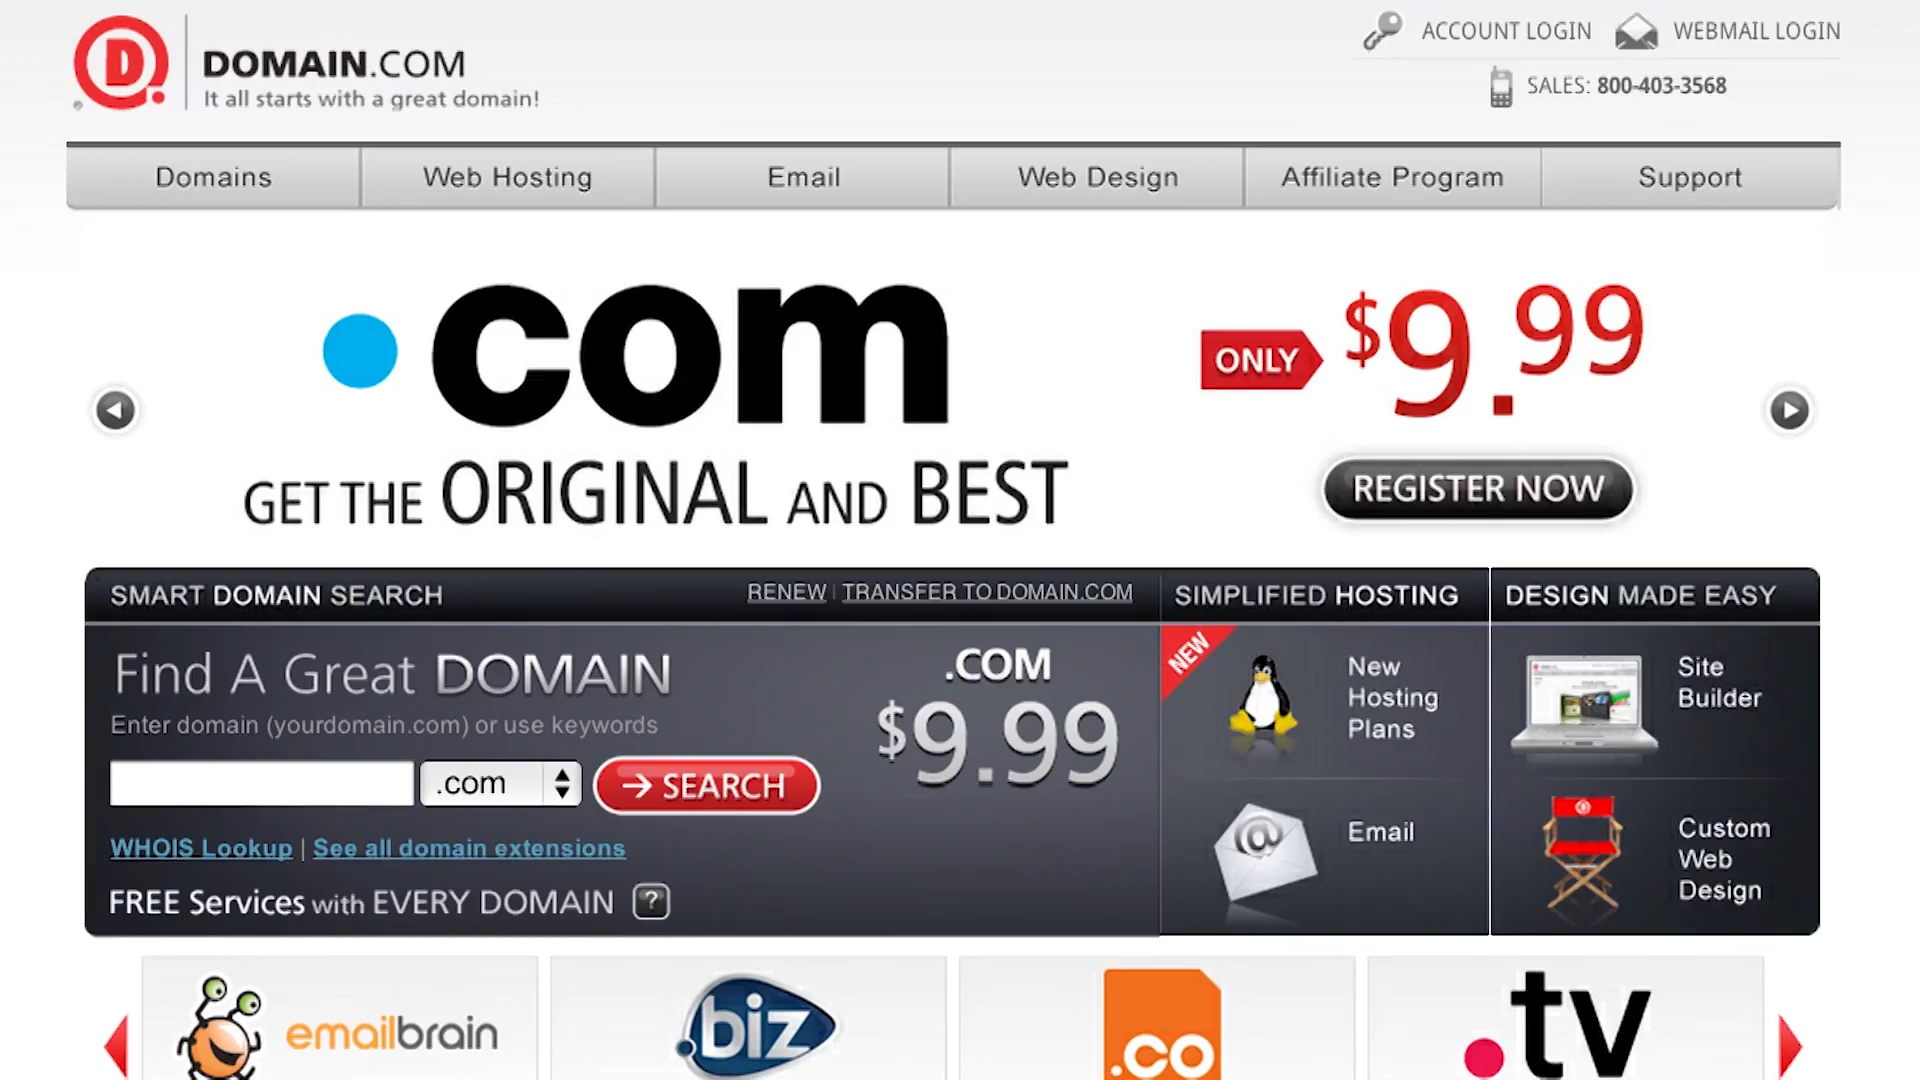 D
DOMAIN.COM
It all starts with a great domain!
ACCOUNT LOGIN
WEBMAIL LOGIN
SALES: 800-403-3568
Domains
Web Hosting
Email
Web Design
Affiliate Program
Support
.com
GET THE ORIGINAL AND BEST
ONLY
$9.99
REGISTER NOW
SMART DOMAIN SEARCH
RENEW | TRANSFER TO DOMAIN.COM
Find A Great DOMAIN
Enter domain (yourdomain.com) or use keywords
.com
→ SEARCH
.COM
$9.99
WHOIS Lookup | See all domain extensions
FREE Services with EVERY DOMAIN ?
SIMPLIFIED HOSTING
NEW
New
Hosting
Plans
@
Email
DESIGN MADE EASY
Site
Builder
Custom
Web
Design
emailbrain
.biz
.co
.tv